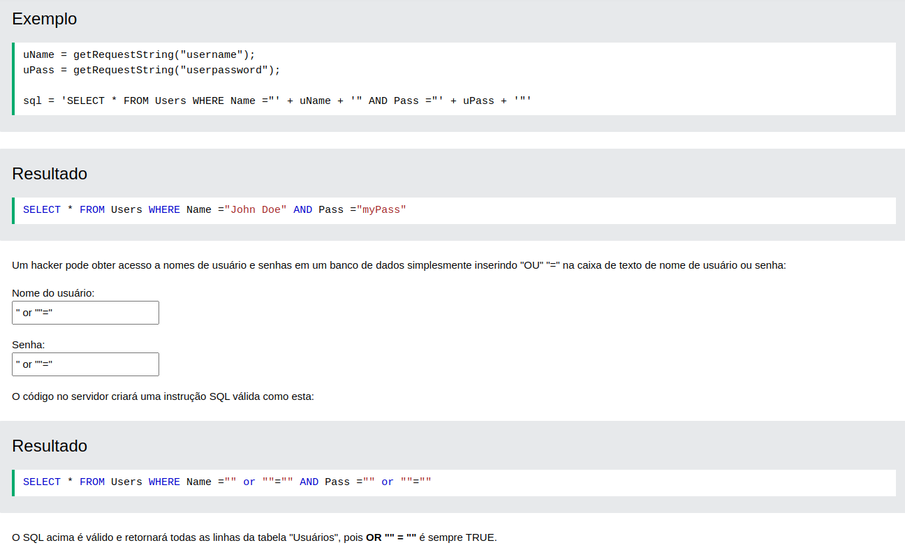 Exemplo
uName = getRequestString("username");
uPass = getRequestString("userpassword");
sql = 'SELECT * FROM Users WHERE Name ="' + uName + '" AND Pass ="' + uPass + '"'
Resultado
SELECT * FROM Users WHERE Name ="John Doe" AND Pass ="myPass"
Um hacker pode obter acesso a nomes de usuário e senhas em um banco de dados simplesmente inserindo "OU" "=" na caixa de texto de nome de usuário ou senha:
Nome do usuário:
" or ""="
Senha:
" or ""="
O código no servidor criará uma instrução SQL válida como esta:
Resultado
SELECT * FROM Users WHERE Name ="" or ""="" AND Pass ="" or ""=""
O SQL acima é válido e retornará todas as linhas da tabela "Usuários", pois OR "" = "" é sempre TRUE.